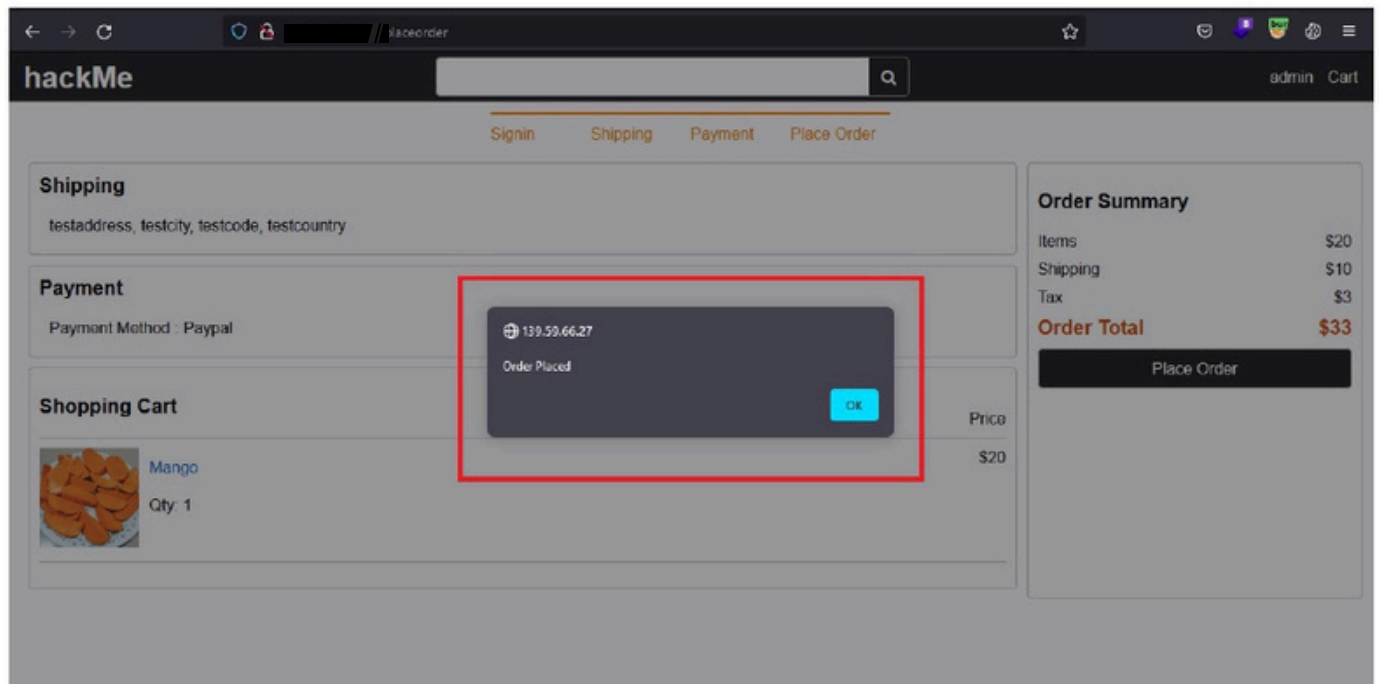 placeorder
hackMe
admin Cart
Signin Shipping Payment Place Order
Shipping
testaddress, testcity, testcode, testcountry
Payment
Payment Method : Paypal
139.59.66.27
Order Placed
OK
Shopping Cart
Price
Mango
$20
Qty: 1
Order Summary
Items $20
Shipping $10
Tax $3
Order Total $33
Place Order